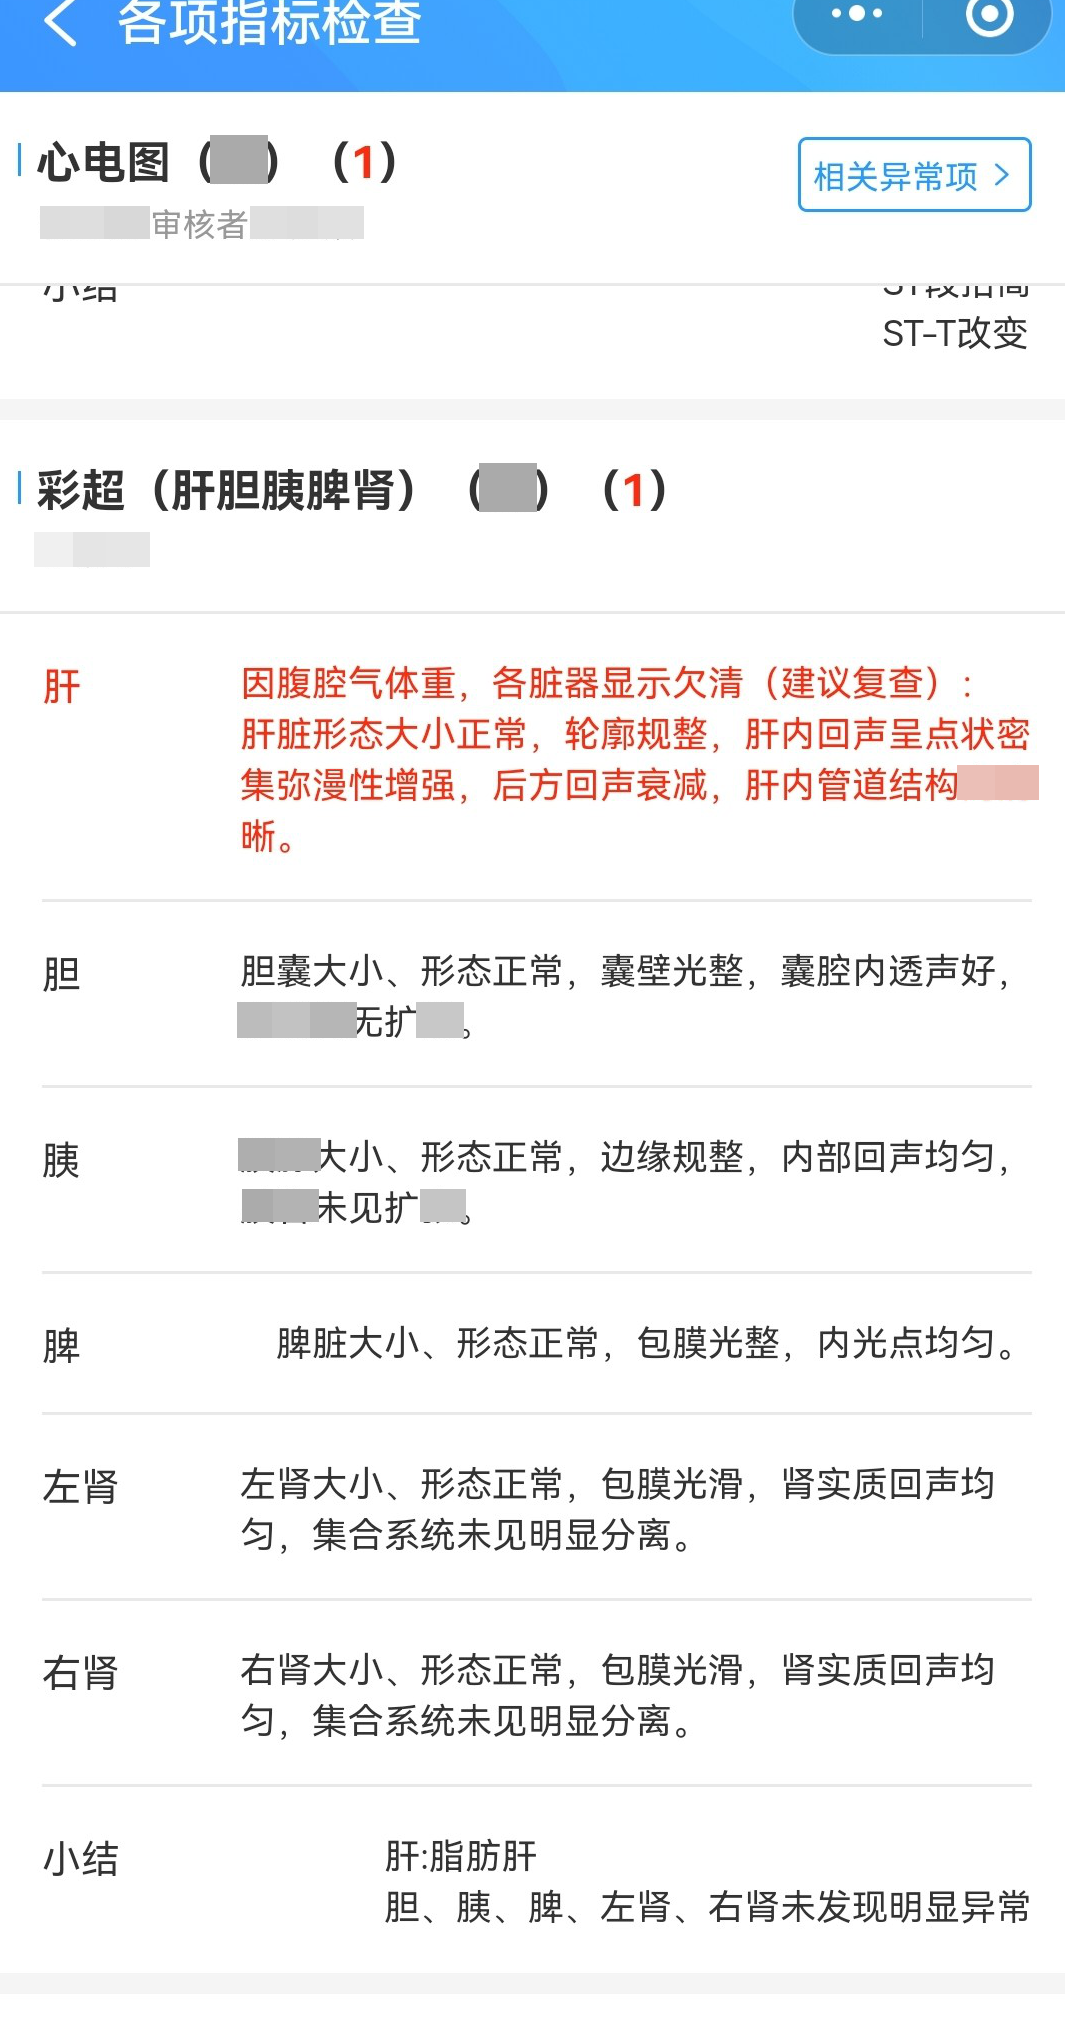 各项指标检查
心电图（）（1）
相关异常项 >
审核者
小结
ST段抬高
ST-T改变
彩超（肝胆胰脾肾）（）（1）
肝
因腹腔气体重，各脏器显示欠清（建议复查）：
肝脏形态大小正常，轮廓规整，肝内回声呈点状密
集弥漫性增强，后方回声衰减，肝内管道结构
晰。
胆
胆囊大小、形态正常，囊壁光整，囊腔内透声好，
无扩。
胰
大小、形态正常，边缘规整，内部回声均匀，
未见扩。
脾
脾脏大小、形态正常，包膜光整，内光点均匀。
左肾
左肾大小、形态正常，包膜光滑，肾实质回声均
匀，集合系统未见明显分离。
右肾
右肾大小、形态正常，包膜光滑，肾实质回声均
匀，集合系统未见明显分离。
小结
肝:脂肪肝
胆、胰、脾、左肾、右肾未发现明显异常